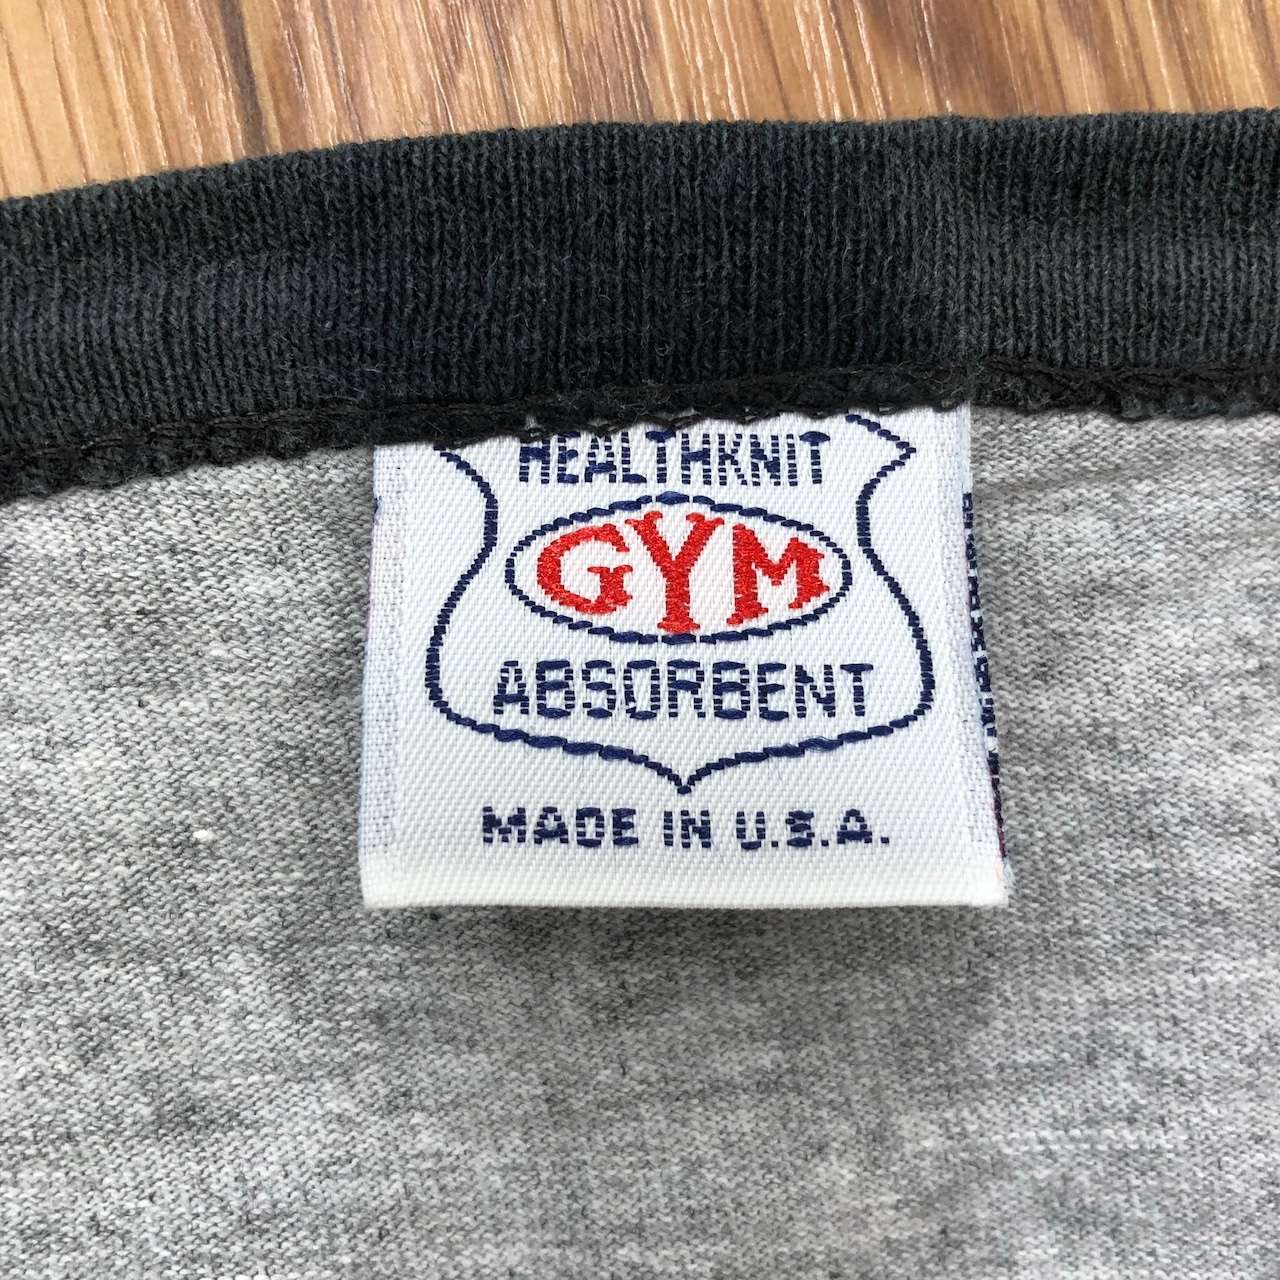 HEALTHKNIT
GYM
ABSORBENT
MADE IN U.S.A.